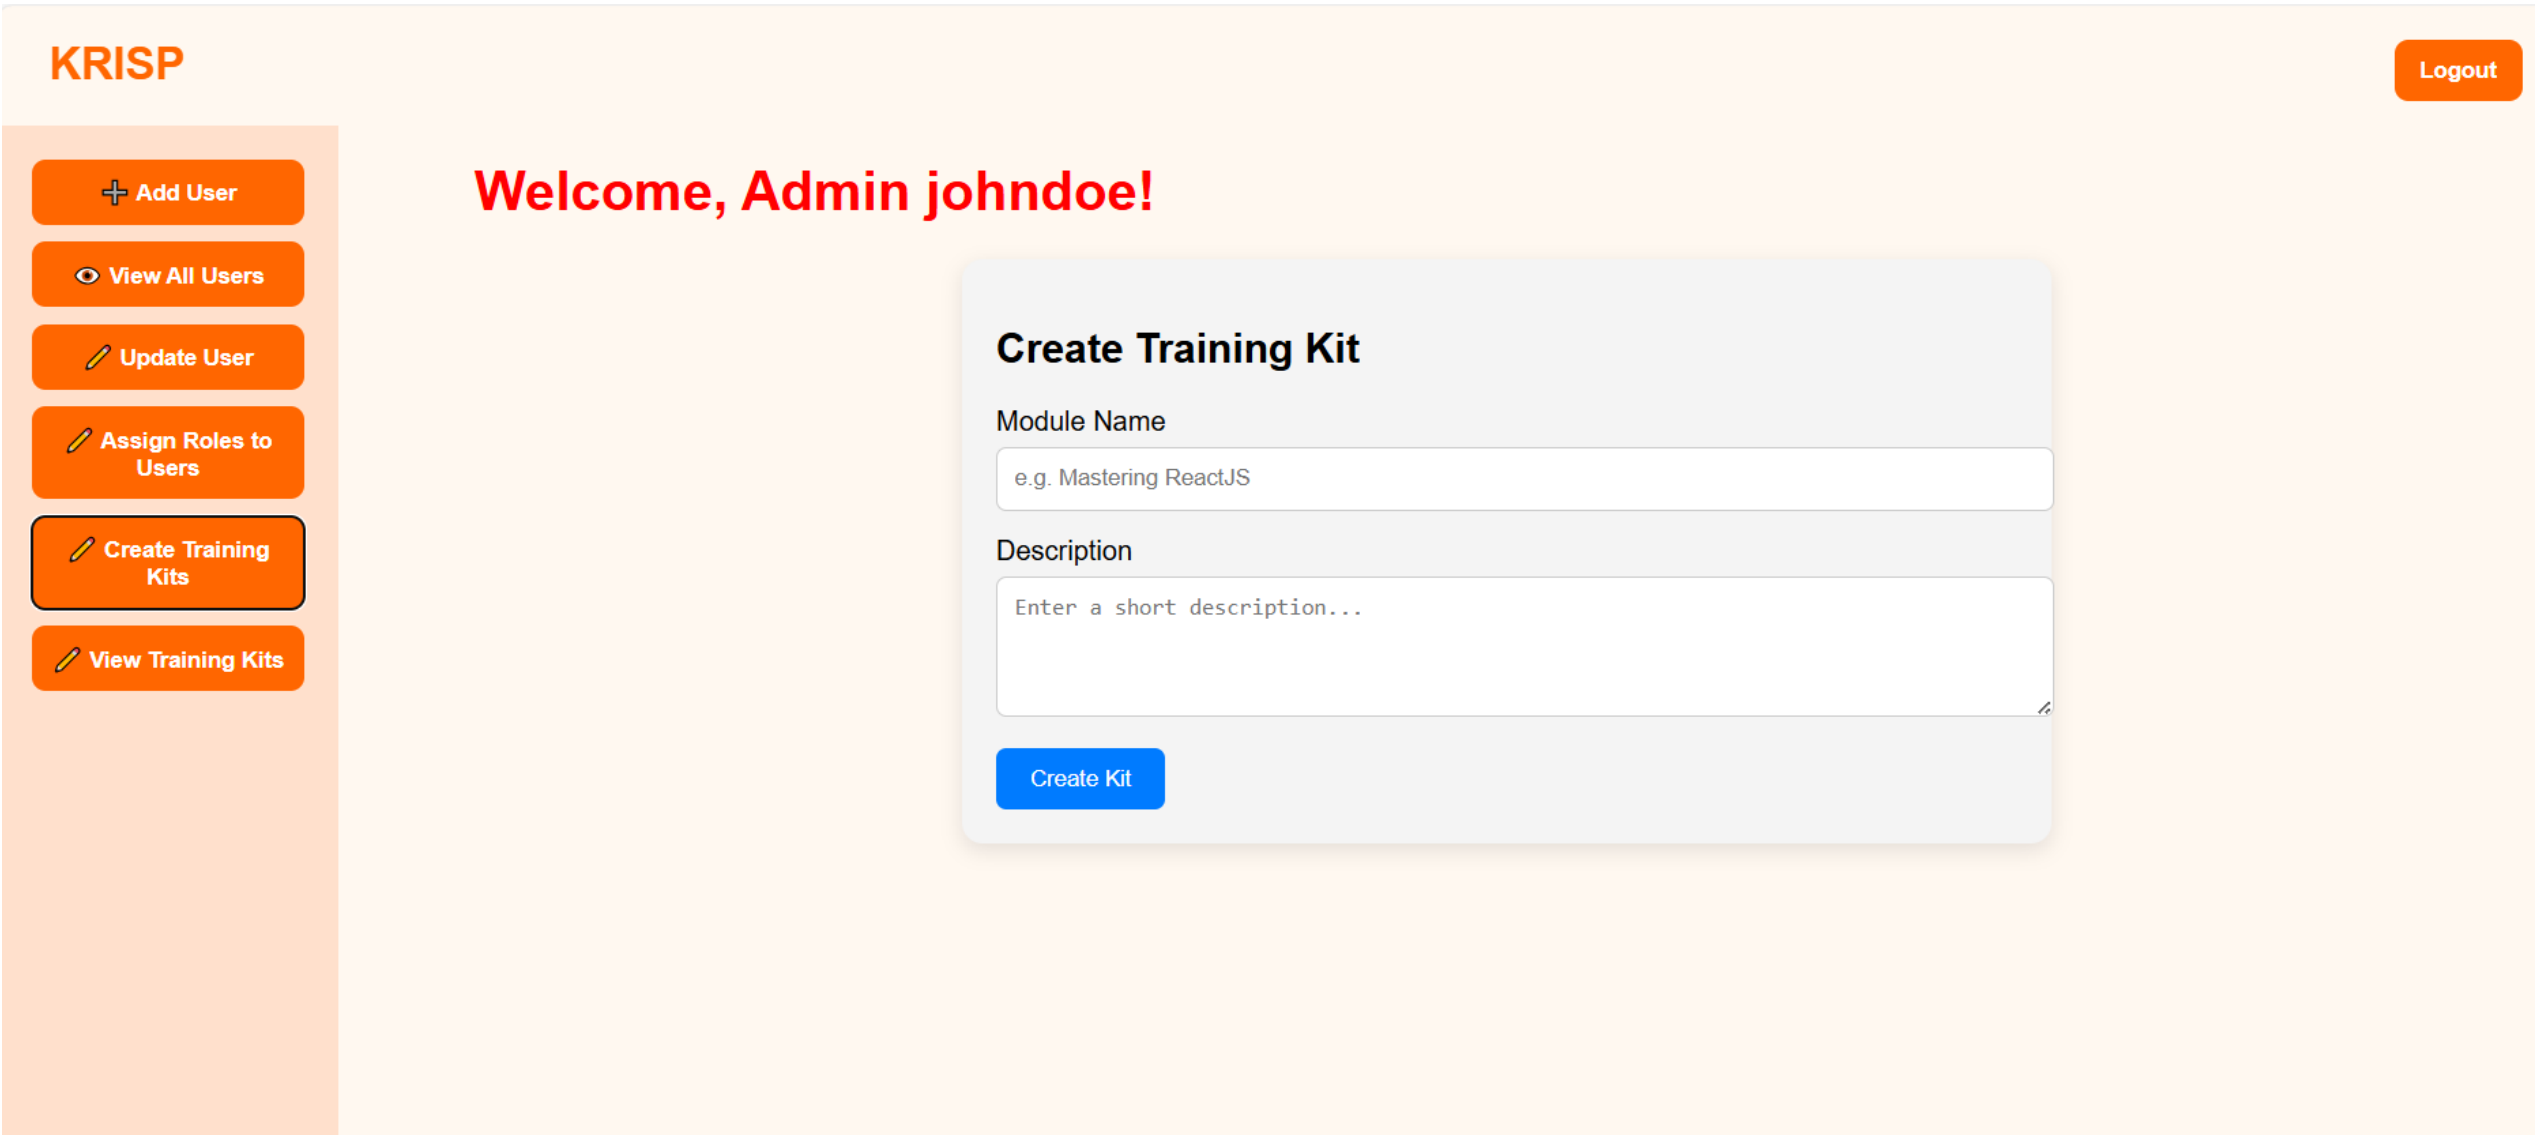 KRISP
Logout
Add User
View All Users
Update User
Assign Roles to
Users
Create Training
Kits
View Training Kits
Welcome, Admin johndoe!
Create Training Kit
Module Name
e.g. Mastering ReactJS
Description
Enter a short description...
Create Kit